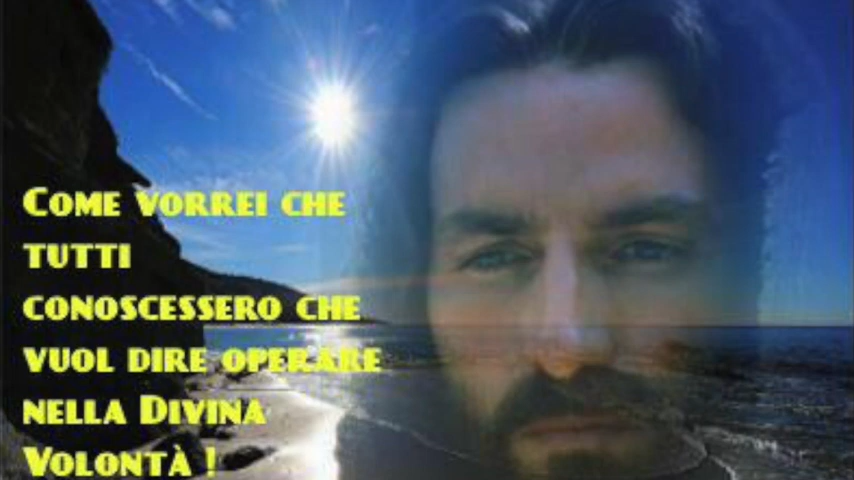 Come vorrei che
tutti
conoscessero che
vuol dire operare
nella Divina
Volontà !